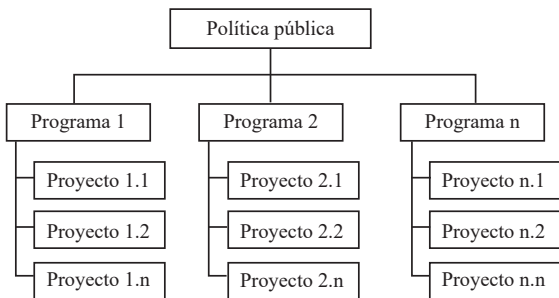 Política pública
Programa 1
Programa 2
Programa n
Proyecto 1.1
Proyecto 2.1
Proyecto n.1
Proyecto 1.2
Proyecto 2.2
Proyecto n.2
Proyecto 1.n
Proyecto 2.n
Proyecto n.n